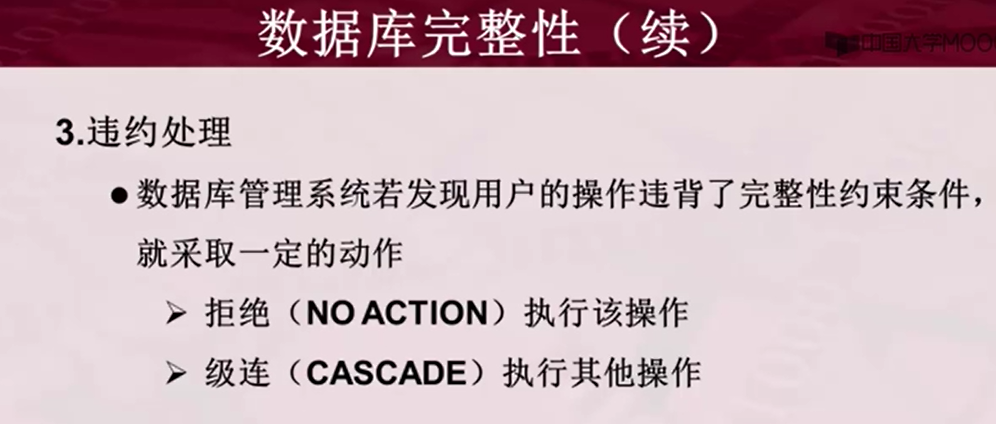 数据库完整性（续）
中国大学MOO
3.违约处理
●数据库管理系统若发现用户的操作违背了完整性约束条件，
就采取一定的动作
➢ 拒绝（NO ACTION）执行该操作
➢ 级连（CASCADE）执行其他操作